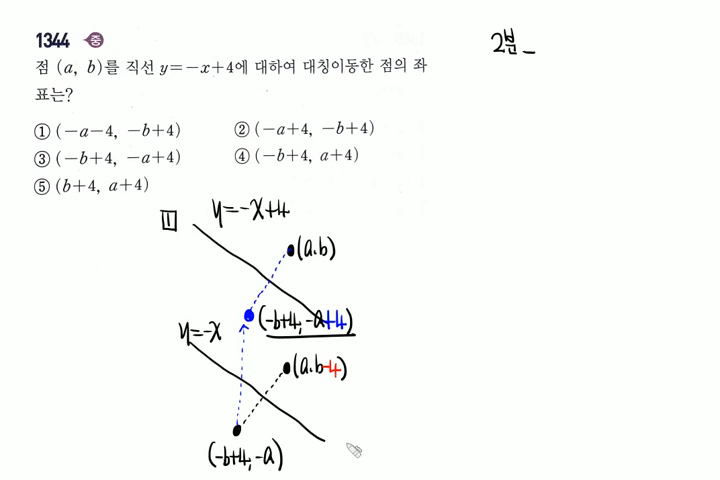 1344 중
2분
점 (a, b)를 직선 y=-x+4에 대하여 대칭이동한 점의 좌
표는?
① (-a-4, -b+4) ② (-a+4, -b+4)
③ (-b+4, -a+4) ④ (-b+4, a+4)
⑤ (b+4, a+4)
1 y=-x+4
(a.b)
(-b+4, -a+4)
y=-x
(a.b-4)
(-b+4, -a)